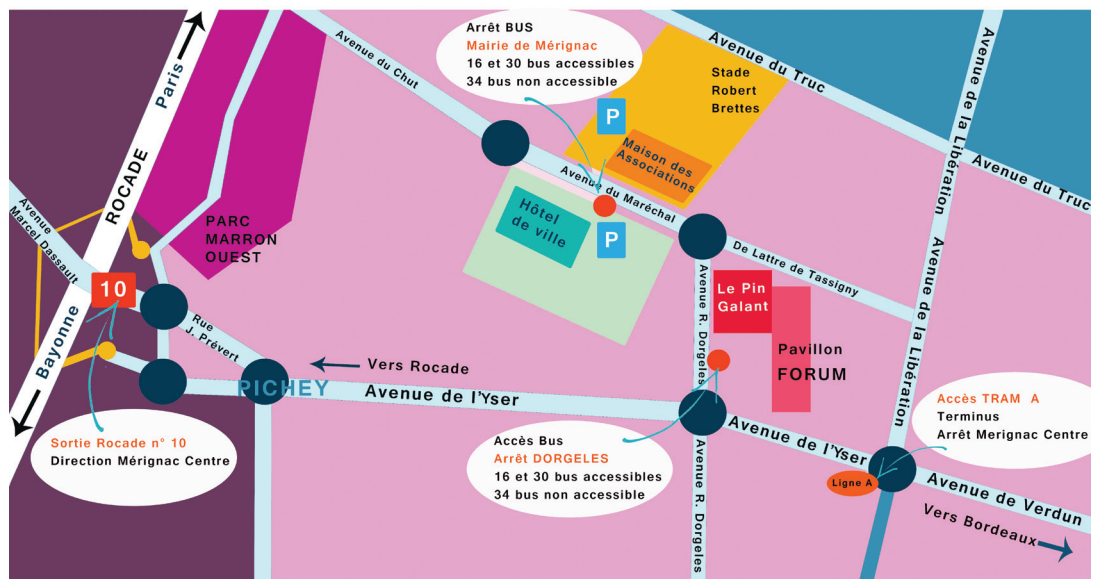 Arrêt BUS
Mairie de Mérignac
16 et 30 bus accessibles
34 bus non accessible
Avenue du Chut
Avenue du Truc
Avenue du Truc
Stade
Robert
Brettes
P
Maison des
Associations
Paris
ROCADE
Bayonne
Avenue
Marcel Dassault
PARC
MARRON
OUEST
10
Rue
J. Prévert
PICHEY
Vers Rocade
Avenue de l'Yser
Hôtel
de ville
P
Avenue du Maréchal
De Lattre de Tassigny
Avenue de la Libération
Avenue de la Libération
Avenue R. Dorgeles
Le Pin
Galant
Pavillon
FORUM
Sortie Rocade n° 10
Direction Mérignac Centre
Accès Bus
Arrêt DORGELES
16 et 30 bus accessibles
34 bus non accessible
Avenue R. Dorgeles
Avenue de l'Yser
Accès TRAM A
Terminus
Arrêt Merignac Centre
Ligne A
Avenue de Verdun
Vers Bordeaux